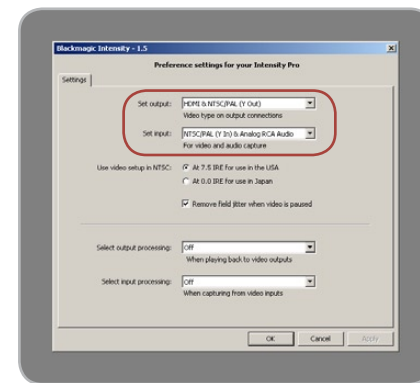 Blackmagic Intensity - 1.5
Preference settings for your Intensity Pro
Settings
Set output: HDMI & NTSC/PAL (Y Out)
Video type on output connections
Set input: NTSC/PAL (Y In) & Analog RCA Audio
For video and audio capture
Use video setup in NTSC: At 7.5 IRE for use in the USA
At 0.0 IRE for use in Japan
Remove field jitter when video is paused
Select output processing: Off
When playing back to video outputs
Select input processing: Off
When capturing from video inputs
OK Cancel Apply